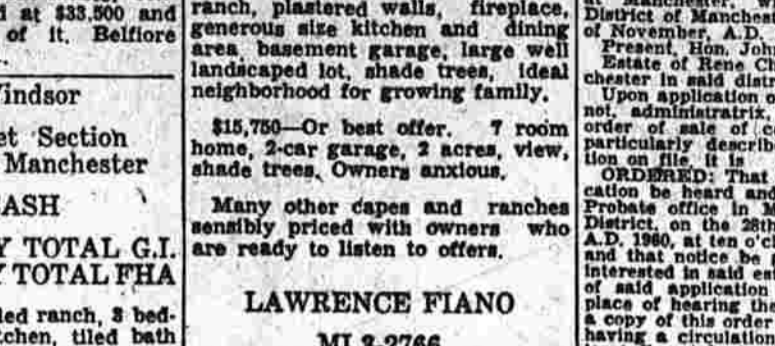 d at $33,500 and
of it. Belfiore
indsor
et Section
Manchester
ASH
Y TOTAL G.I.
Y TOTAL FHA
led ranch, 3 bed-
tchen, tiled bath
ranch, plastered walls, fireplace,
generous size kitchen and dining
area, basement garage, large well
landscaped lot, shade trees, ideal
neighborhood for growing family.
$15,750—Or best offer. 7 room
home, 2-car garage, 2 acres, view,
shade trees. Owners anxious.
Many other capes and ranches
sensibly priced with owners who
are ready to listen to offers.
LAWRENCE FIANO
MI 3-2766
at Manchester, w
District of Manches
of November, A.D.
Present, Hon. Joh
Estate of Rene Cl
chester in said distr
Upon application o
not, administratrix,
order of sale of c
particularly describe
tion on file, it is
ORDERED: That
cation be heard and
Probate office in M
District, on the 28th
A.D. 1960, at ten o'cl
and that notice be
interested in said es
of said application
place of hearing the
a copy of this order
having a circulation